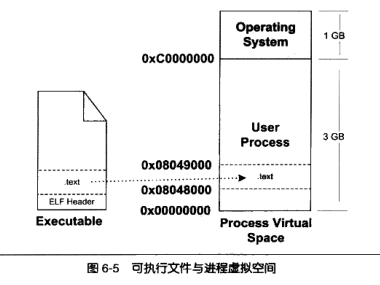 Operating
System
1 GB
0xC0000000
User
Process
3 GB
0x08049000
.text
.text
0x08048000
ELF Header
0x00000000
Executable
Process Virtual
Space
图 6-5 可执行文件与进程虚拟空间